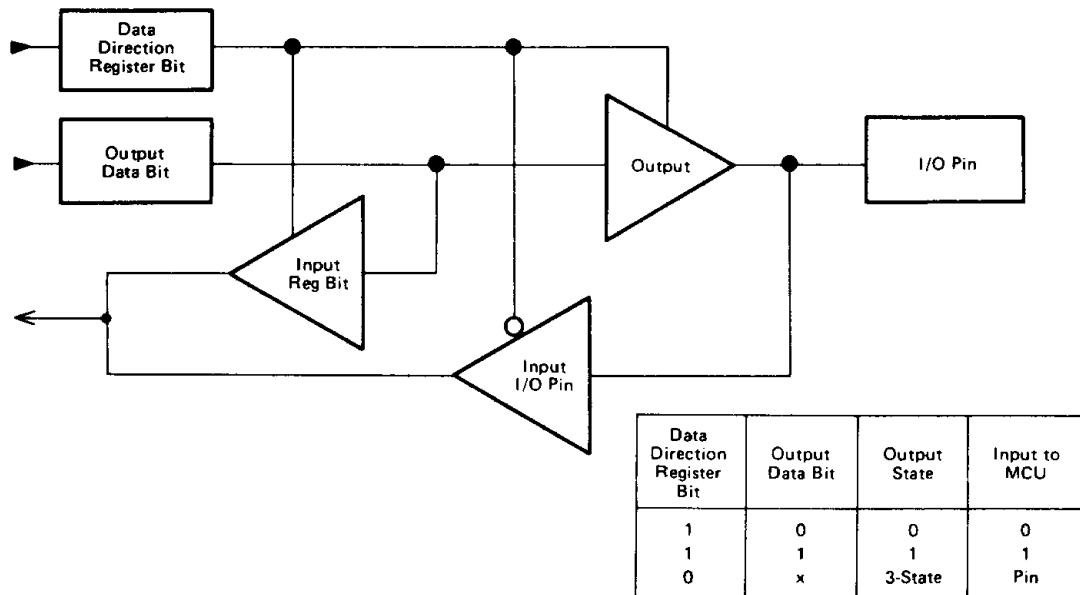 Data
Direction
Register Bit
Output
Data Bit
Output
I/O Pin
Input
Reg Bit
Input
I/O Pin
Data
Direction
Register
Bit
Output
Data Bit
Output
State
Input to
MCU
1 0 0 0
1 1 1 1
0 x 3-State Pin